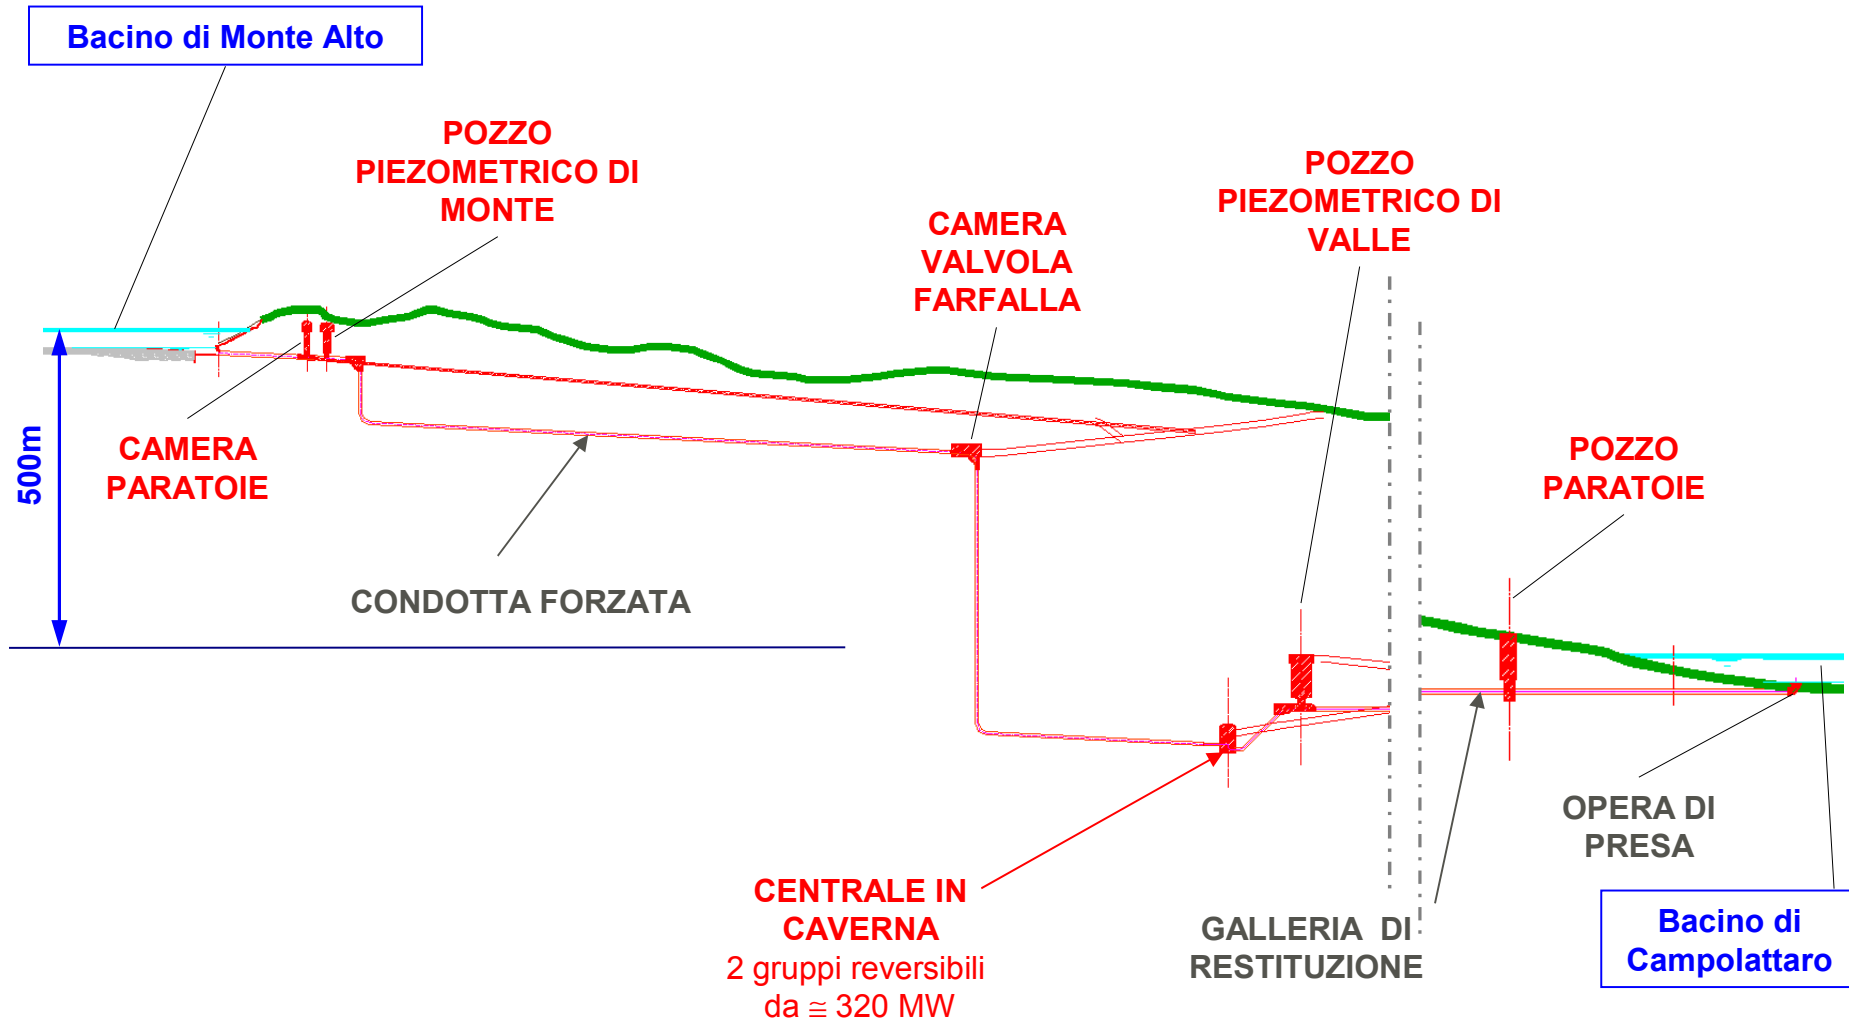 Bacino di Monte Alto
POZZO
PIEZOMETRICO DI
MONTE
CAMERA
VALVOLA
FARFALLA
POZZO
PIEZOMETRICO DI
VALLE
CAMERA
PARATOIE
500m
POZZO
PARATOIE
CONDOTTA FORZATA
OPERA DI
PRESA
CENTRALE IN
CAVERNA
2 gruppi reversibili
da ≅ 320 MW
GALLERIA DI
RESTITUZIONE
Bacino di
Campolattaro